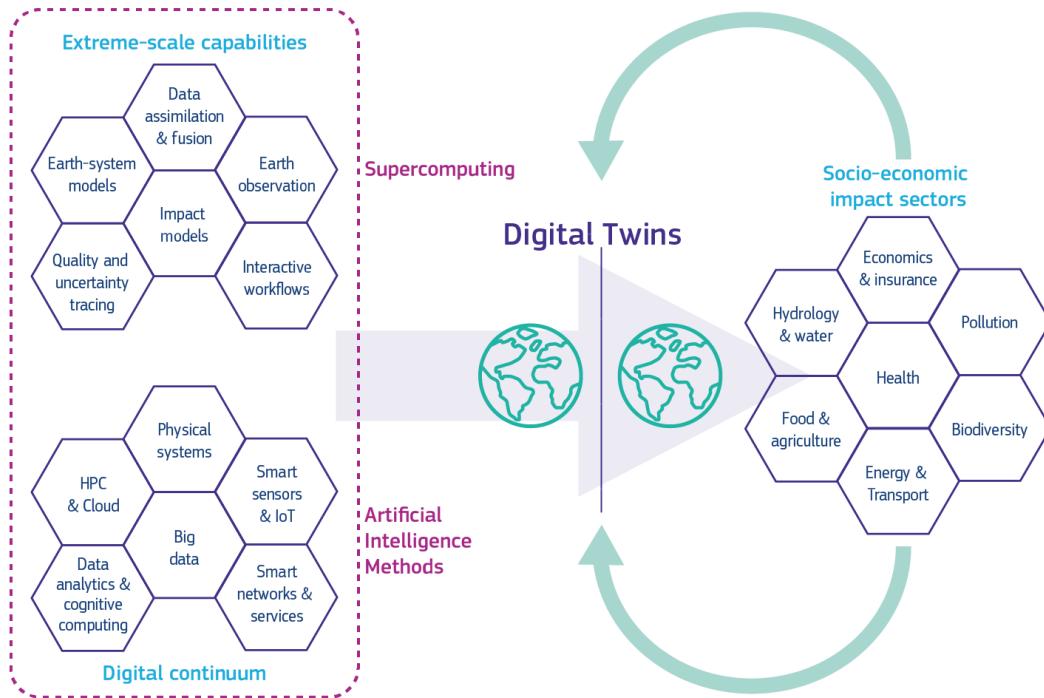 Extreme-scale capabilities
Data
assimilation
& fusion
Earth-system
models
Earth
observation
Impact
models
Quality and
uncertainty
tracing
Interactive
workflows
Physical
systems
HPC
& Cloud
Smart
sensors
& IoT
Big
data
Data
analytics &
cognitive
computing
Smart
networks &
services
Digital continuum
Supercomputing
Artificial
Intelligence
Methods
Digital Twins
Socio-economic
impact sectors
Economics
& insurance
Hydrology
& water
Pollution
Health
Food &
agriculture
Biodiversity
Energy &
Transport